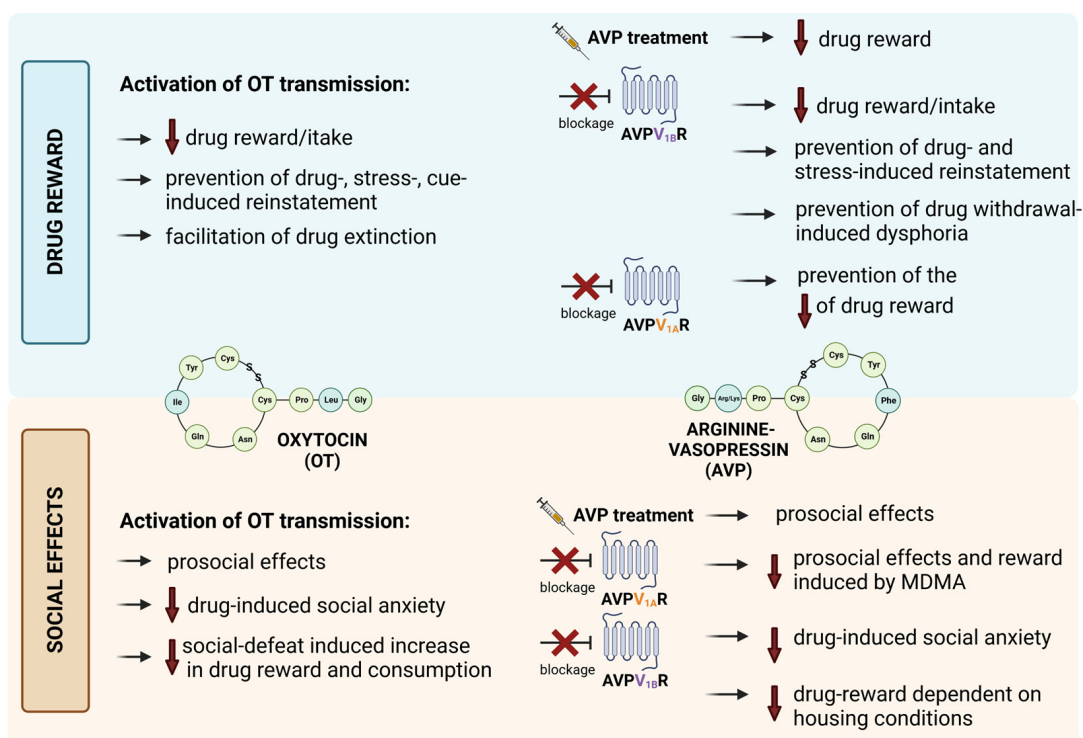 DRUG REWARD
Activation of OT transmission:
drug reward/itake
prevention of drug-, stress-, cue-
induced reinstatement
facilitation of drug extinction
AVP treatment
drug reward
blockage
AVPV1BR
drug reward/intake
prevention of drug- and
stress-induced reinstatement
prevention of drug withdrawal-
induced dysphoria
blockage
AVPV1AR
prevention of the
of drug reward
Cys
Tyr
Ile
Gln
Asn
Cys
S
S
Pro
Leu
Gly
OXYTOCIN
(OT)
Gly
Arg/Lys
Pro
Cys
S
S
Cys
Tyr
Phe
Gln
Asn
ARGININE-
VASOPRESSIN
(AVP)
SOCIAL EFFECTS
Activation of OT transmission:
prosocial effects
drug-induced social anxiety
social-defeat induced increase
in drug reward and consumption
AVP treatment
prosocial effects
blockage
AVPV1AR
prosocial effects and reward
induced by MDMA
blockage
AVPV1BR
drug-induced social anxiety
drug-reward dependent on
housing conditions